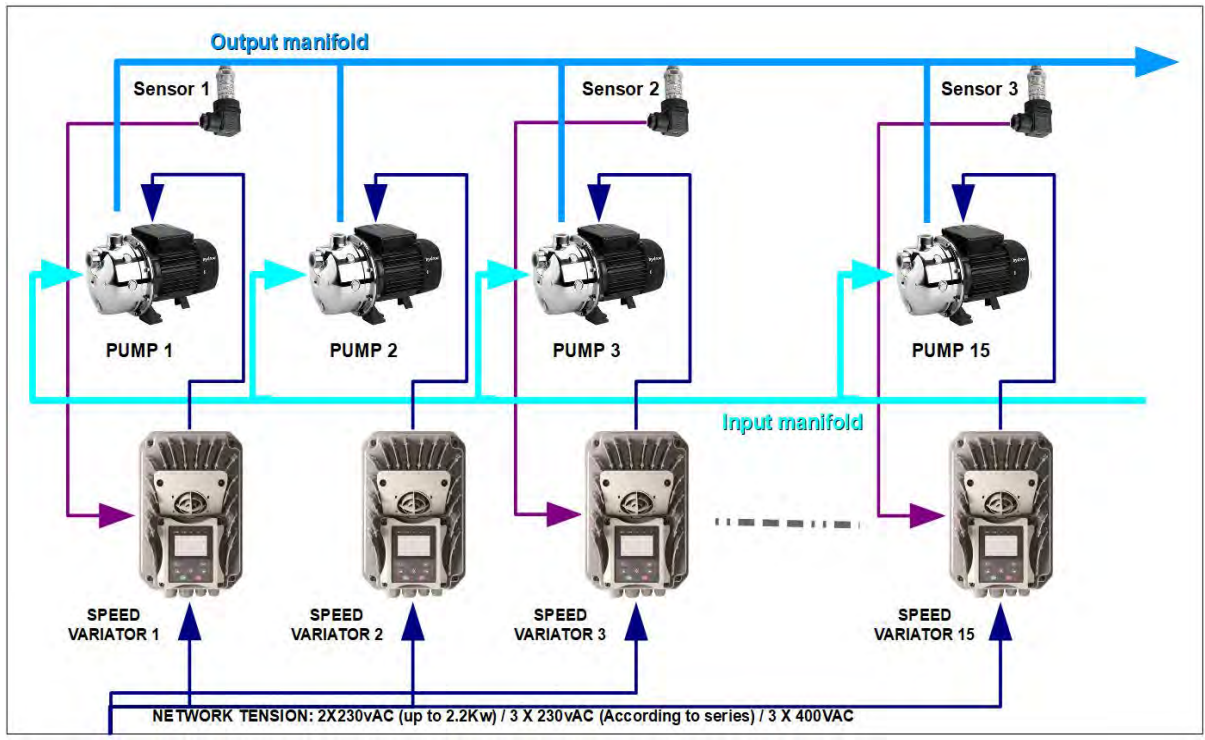 Output manifold
Sensor 1
Sensor 2
Sensor 3
PUMP 1
PUMP 2
PUMP 3
PUMP 15
Input manifold
SPEED
VARIATOR 1
SPEED
VARIATOR 2
SPEED
VARIATOR 3
SPEED
VARIATOR 15
NETWORK TENSION: 2X230vAC (up to 2.2Kw) / 3 X 230vAC (According to series) / 3 X 400VAC